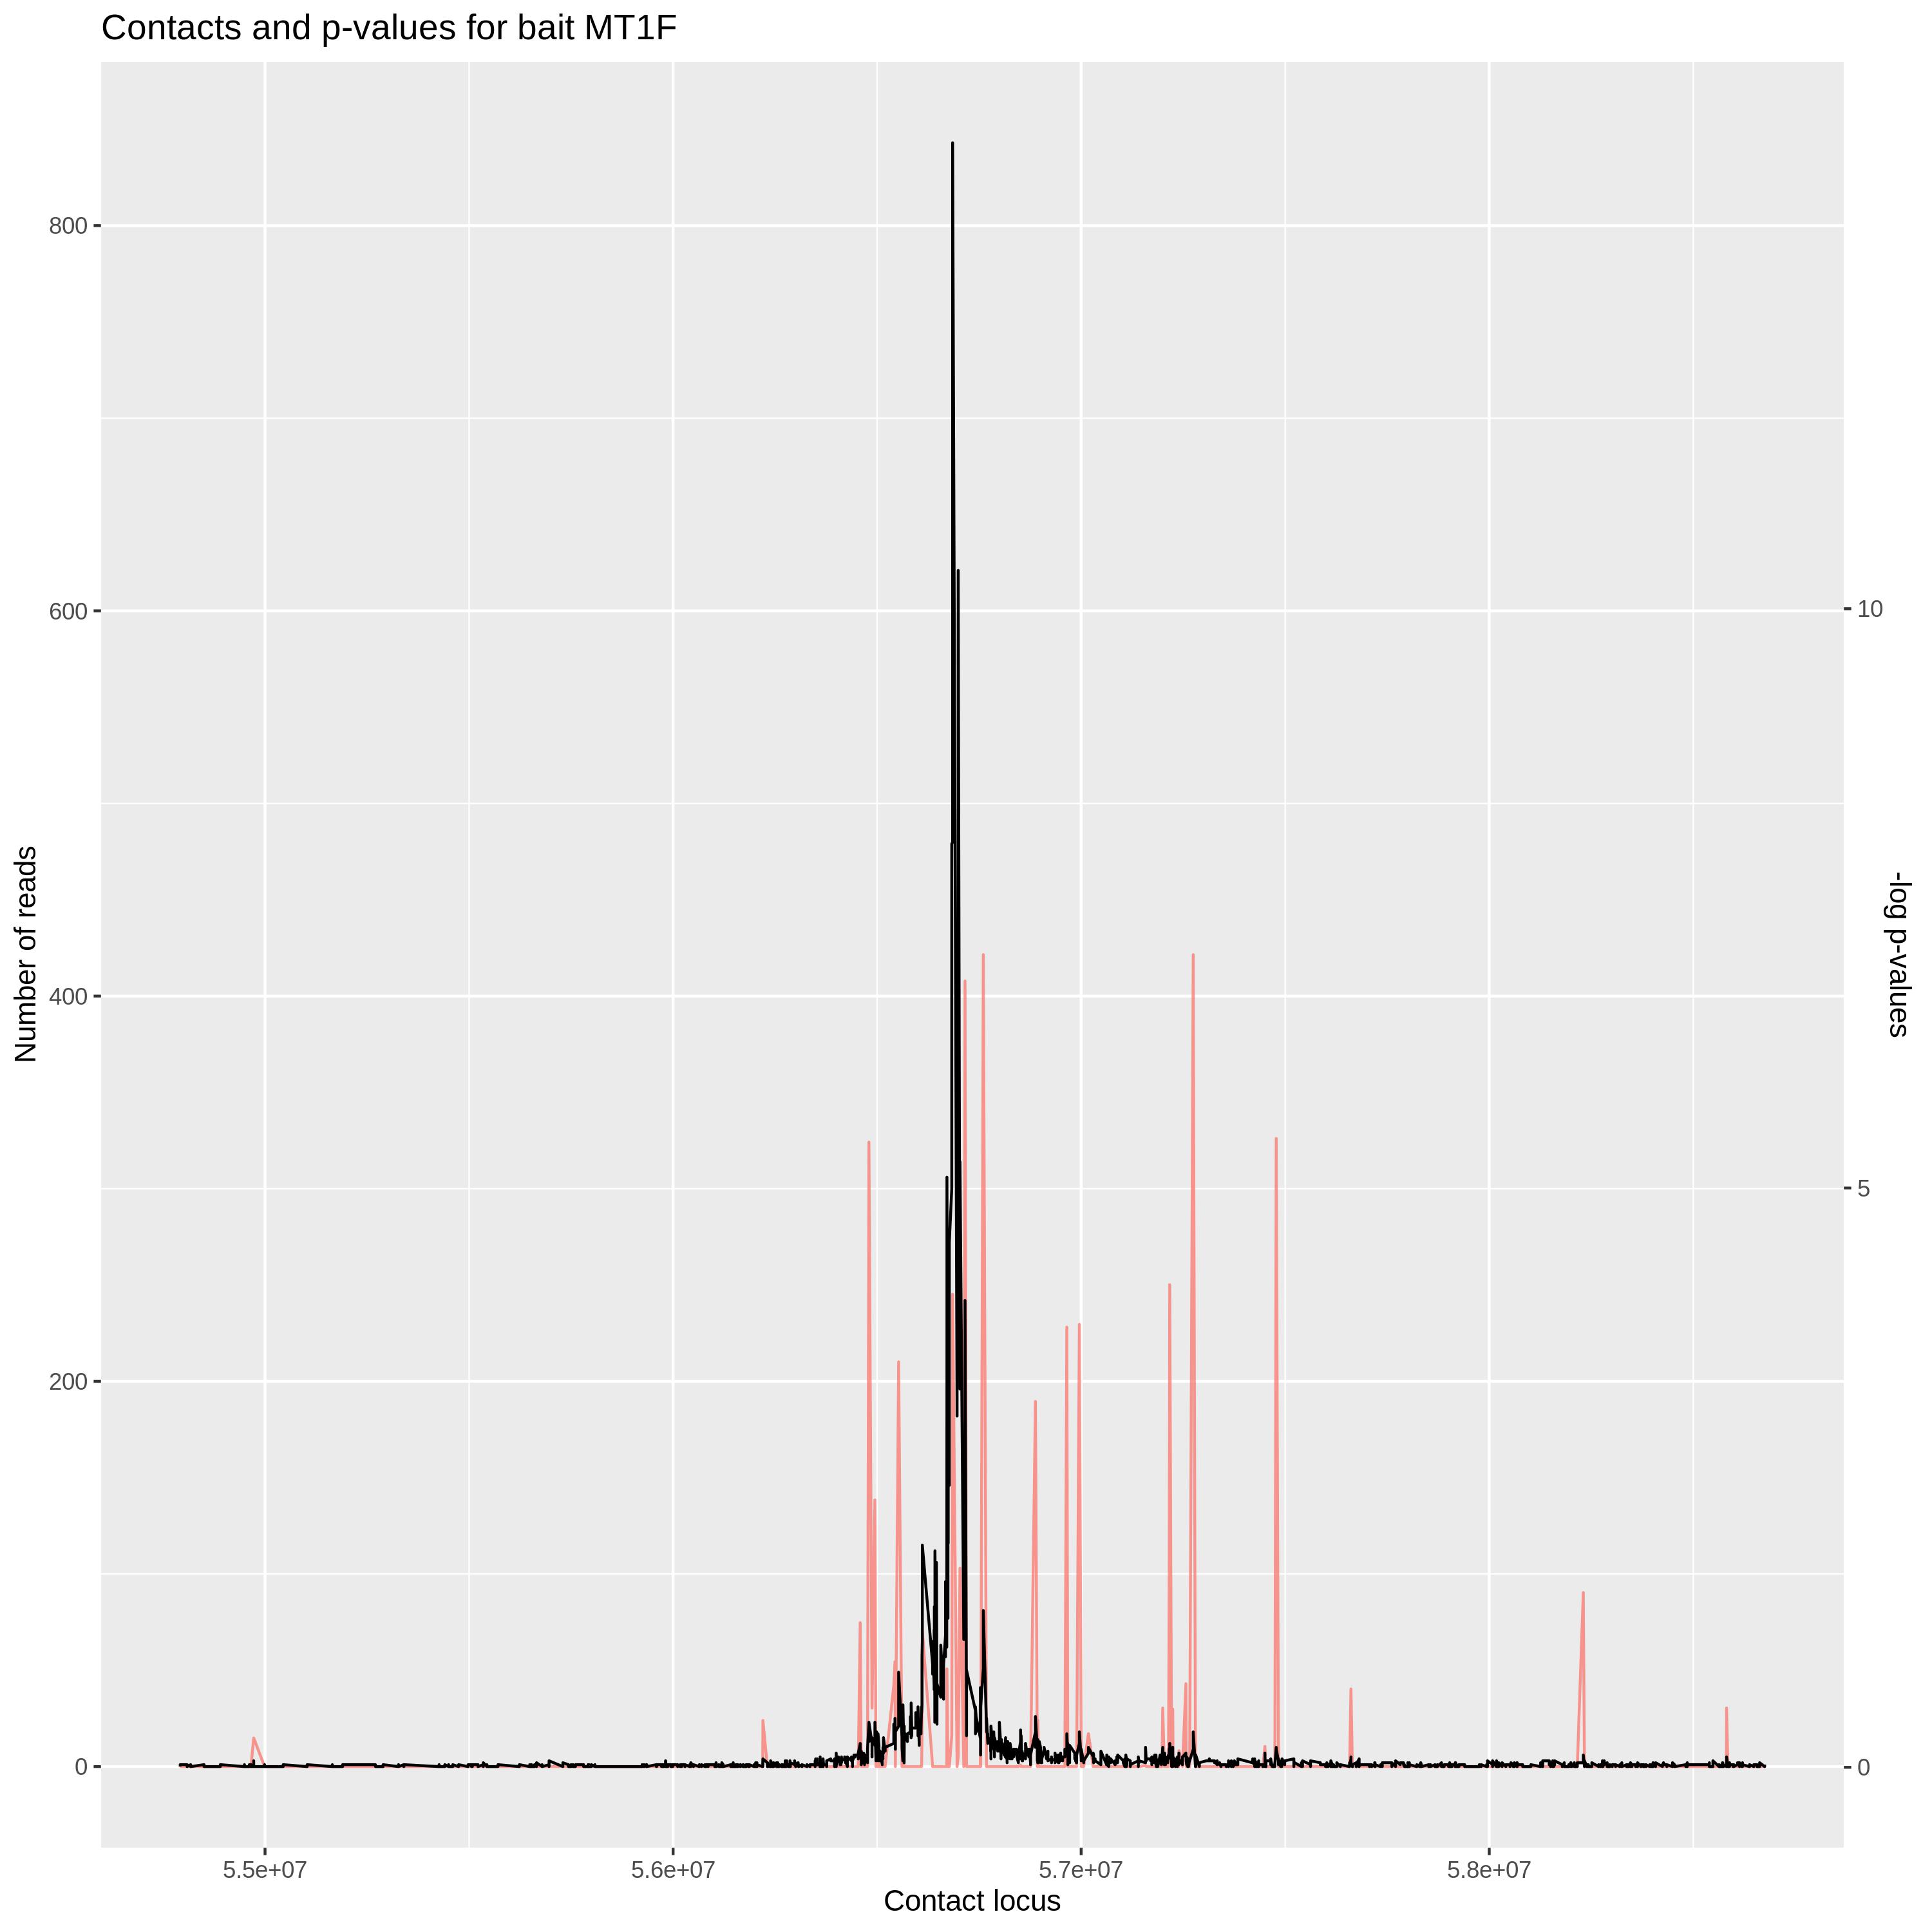 Contacts and p-values for bait MT1F
Number of reads
800
600
400
200
0
-log p-values
10
5
0
5.5e+07
5.6e+07
5.7e+07
5.8e+07
Contact locus